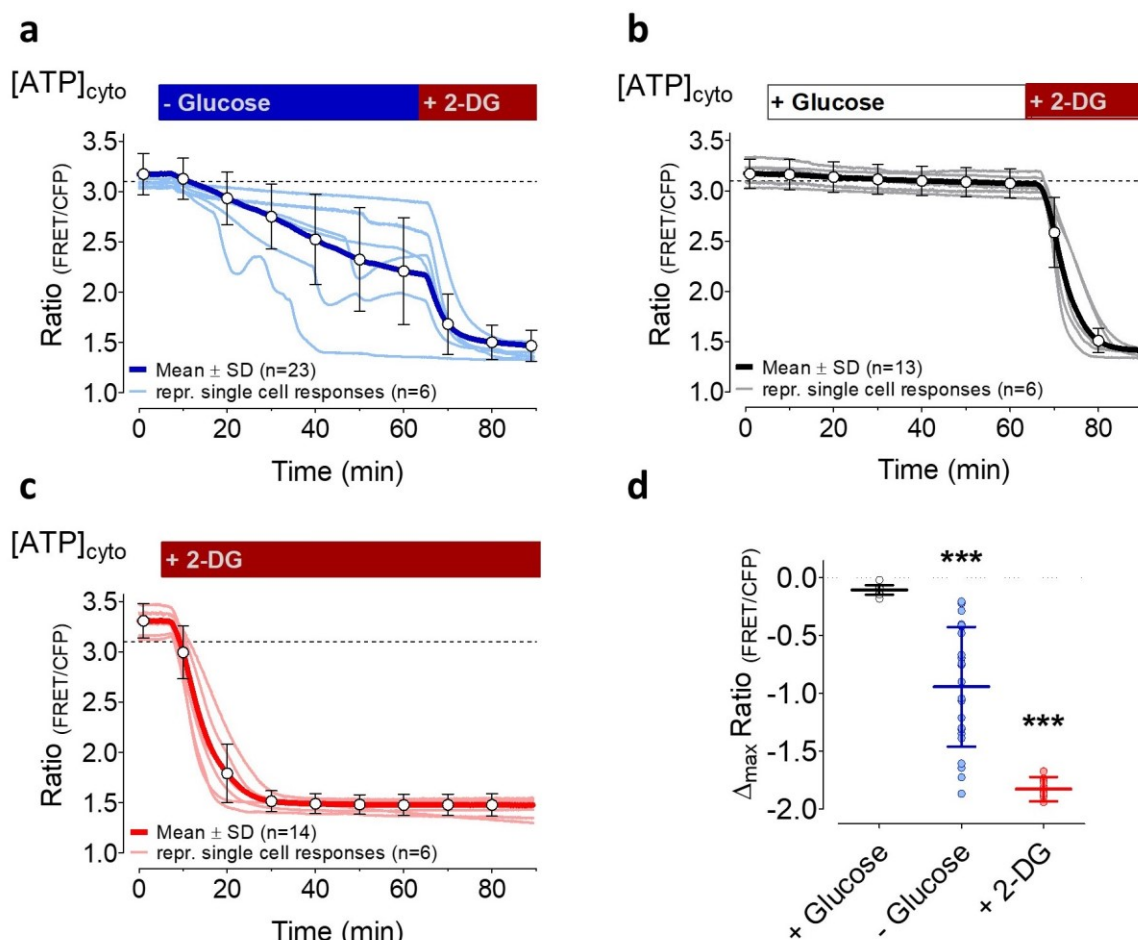 a
[ATP]cyto
- Glucose
+ 2-DG
3.5
3.0
2.5
2.0
1.5
1.0
Ratio (FRET/CFP)
Mean ± SD (n=23)
repr. single cell responses (n=6)
0 20 40 60 80
Time (min)
b
[ATP]cyto
+ Glucose
+ 2-DG
3.5
3.0
2.5
2.0
1.5
1.0
Ratio (FRET/CFP)
Mean ± SD (n=13)
repr. single cell responses (n=6)
0 20 40 60 80
Time (min)
c
[ATP]cyto
+ 2-DG
3.5
3.0
2.5
2.0
1.5
1.0
Ratio (FRET/CFP)
Mean ± SD (n=14)
repr. single cell responses (n=6)
0 20 40 60 80
Time (min)
d
0.0
-0.5
-1.0
-1.5
-2.0
Δmax Ratio (FRET/CFP)
***
***
+ Glucose
- Glucose
+ 2-DG